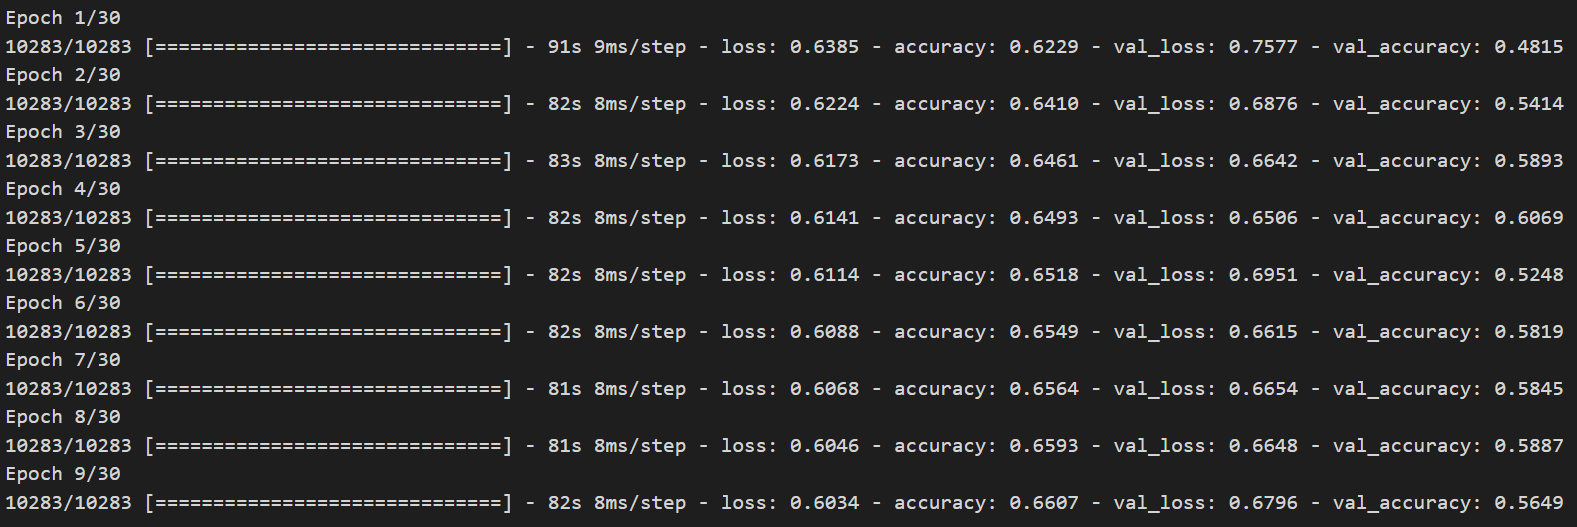 Epoch 1/30
10283/10283 [==============================] - 91s 9ms/step - loss: 0.6385 - accuracy: 0.6229 - val_loss: 0.7577 - val_accuracy: 0.4815
Epoch 2/30
10283/10283 [==============================] - 82s 8ms/step - loss: 0.6224 - accuracy: 0.6410 - val_loss: 0.6876 - val_accuracy: 0.5414
Epoch 3/30
10283/10283 [==============================] - 83s 8ms/step - loss: 0.6173 - accuracy: 0.6461 - val_loss: 0.6642 - val_accuracy: 0.5893
Epoch 4/30
10283/10283 [==============================] - 82s 8ms/step - loss: 0.6141 - accuracy: 0.6493 - val_loss: 0.6506 - val_accuracy: 0.6069
Epoch 5/30
10283/10283 [==============================] - 82s 8ms/step - loss: 0.6114 - accuracy: 0.6518 - val_loss: 0.6951 - val_accuracy: 0.5248
Epoch 6/30
10283/10283 [==============================] - 82s 8ms/step - loss: 0.6088 - accuracy: 0.6549 - val_loss: 0.6615 - val_accuracy: 0.5819
Epoch 7/30
10283/10283 [==============================] - 81s 8ms/step - loss: 0.6068 - accuracy: 0.6564 - val_loss: 0.6654 - val_accuracy: 0.5845
Epoch 8/30
10283/10283 [==============================] - 81s 8ms/step - loss: 0.6046 - accuracy: 0.6593 - val_loss: 0.6648 - val_accuracy: 0.5887
Epoch 9/30
10283/10283 [==============================] - 82s 8ms/step - loss: 0.6034 - accuracy: 0.6607 - val_loss: 0.6796 - val_accuracy: 0.5649